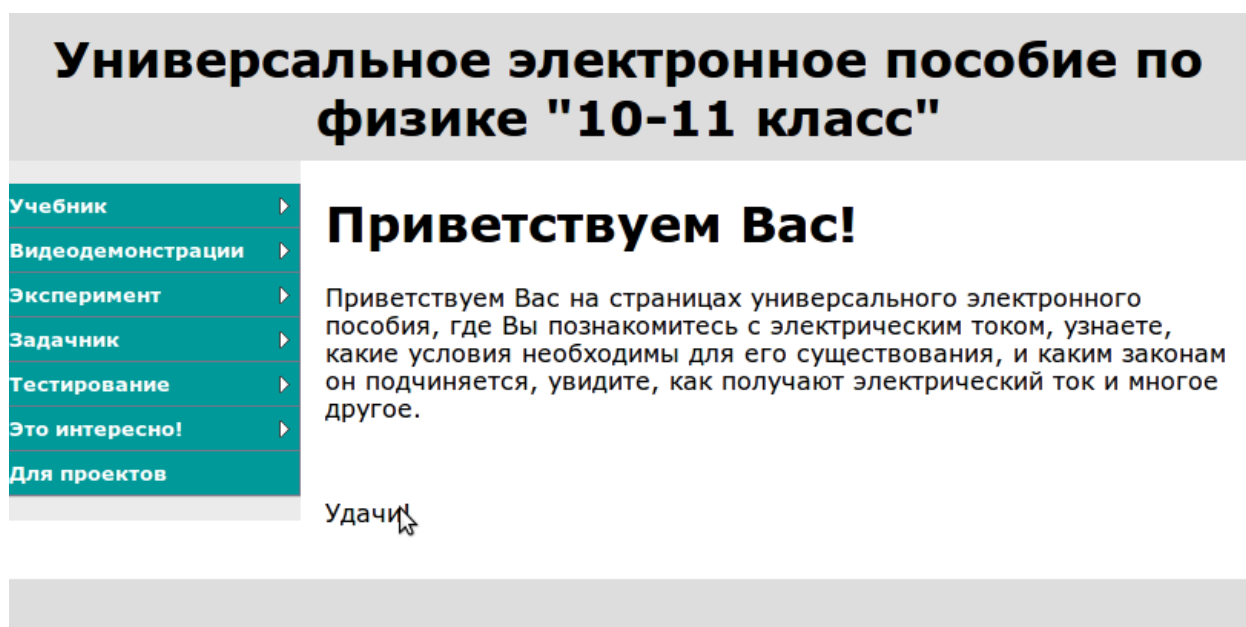 Универсальное электронное пособие по
физике "10-11 класс"
Учебник
Видеодемонстрации
Эксперимент
Задачник
Тестирование
Это интересно!
Для проектов
Приветствуем Вас!
Приветствуем Вас на страницах универсального электронного
пособия, где Вы познакомитесь с электрическим током, узнаете,
какие условия необходимы для его существования, и каким законам
он подчиняется, увидите, как получают электрический ток и многое
другое.
Удачи!